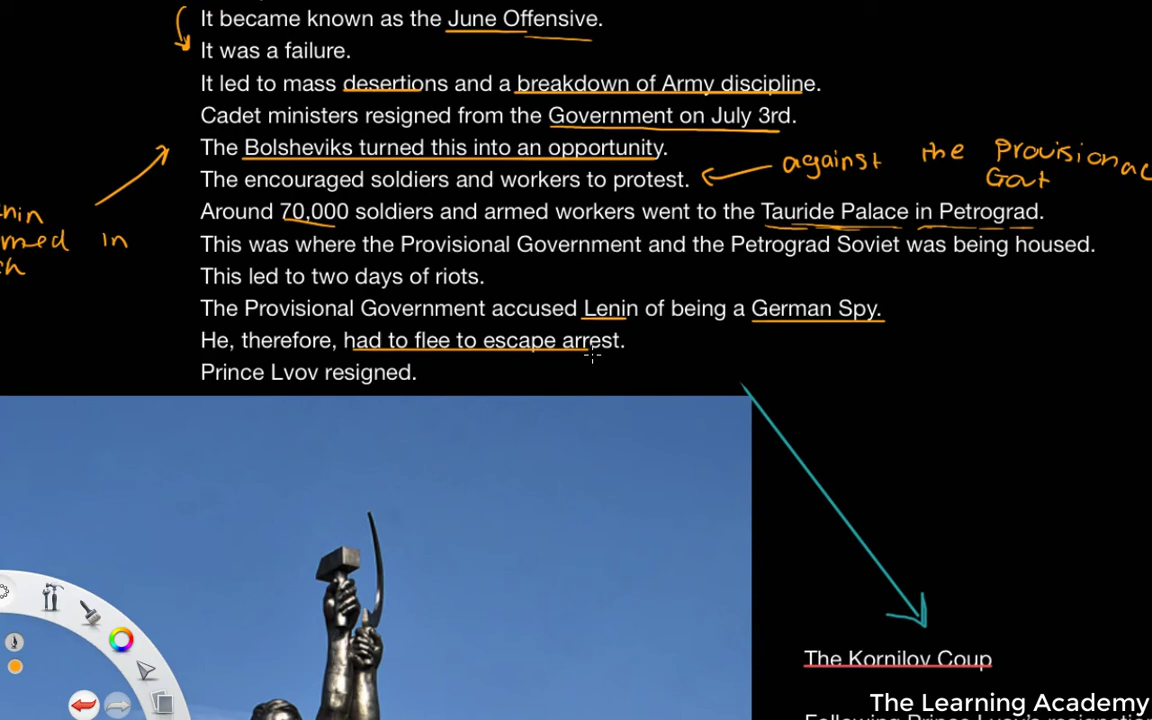 It became known as the June Offensive.
It was a failure.
It led to mass desertions and a breakdown of Army discipline.
Cadet ministers resigned from the Government on July 3rd.
The Bolsheviks turned this into an opportunity.
The encouraged soldiers and workers to protest.
against the Provisional
Govt
Around 70,000 soldiers and armed workers went to the Tauride Palace in Petrograd.
in
This was where the Provisional Government and the Petrograd Soviet was being housed.
This led to two days of riots.
The Provisional Government accused Lenin of being a German Spy.
He, therefore, had to flee to escape arrest.
Prince Lvov resigned.
The Kornilov Coup
The Learning Academy